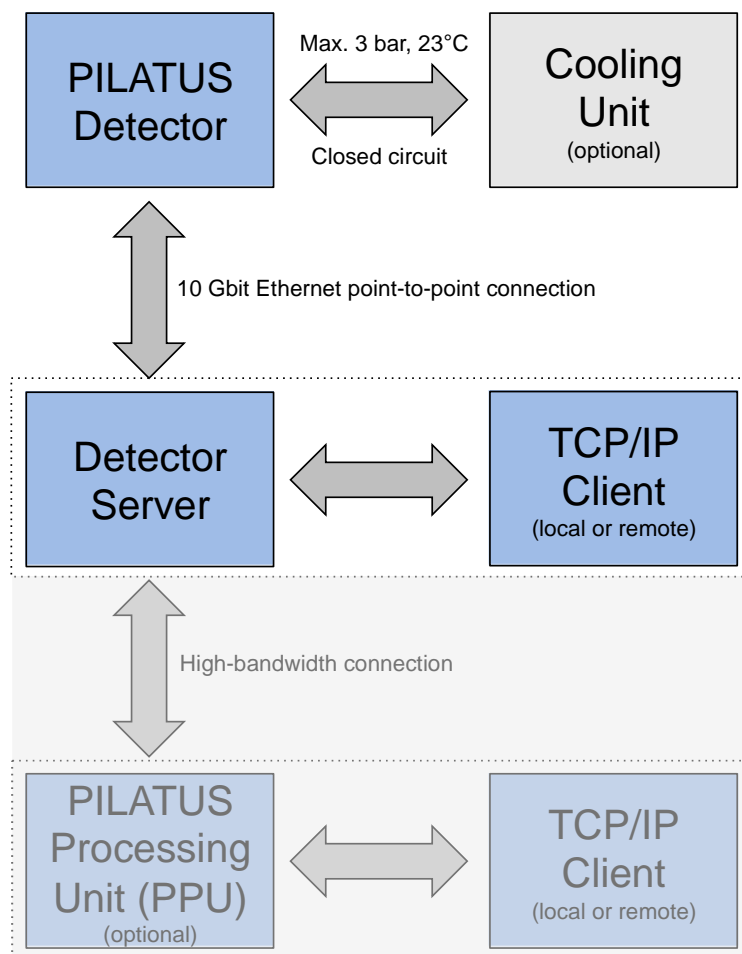 PILATUS
Detector
Max. 3 bar, 23°C
Closed circuit
Cooling
Unit
(optional)
10 Gbit Ethernet point-to-point connection
Detector
Server
TCP/IP
Client
(local or remote)
High-bandwidth connection
PILATUS
Processing
Unit (PPU)
(optional)
TCP/IP
Client
(local or remote)